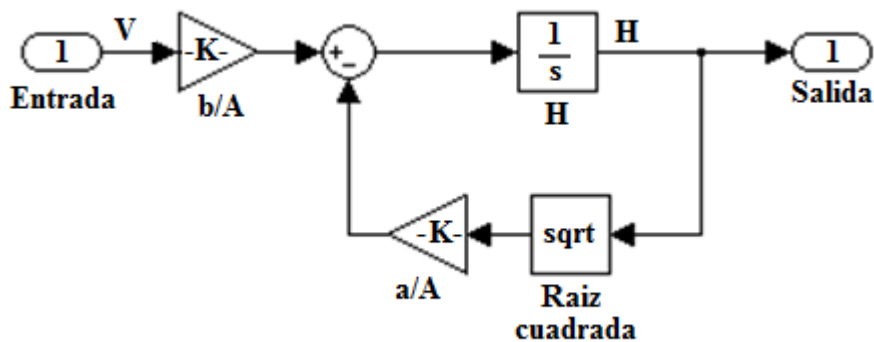 V
1
Entrada
-K-
b/A
+
-
1
s
H
H
1
Salida
-K-
a/A
sqrt
Raiz
cuadrada